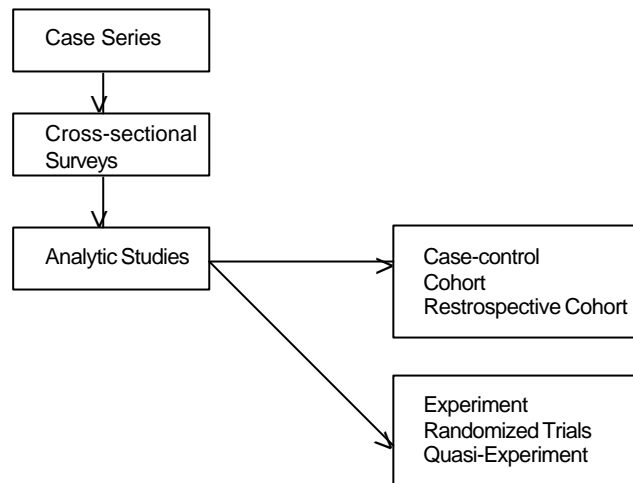 Case Series
Cross-sectional
Surveys
Analytic Studies
Case-control
Cohort
Restrospective Cohort
Experiment
Randomized Trials
Quasi-Experiment